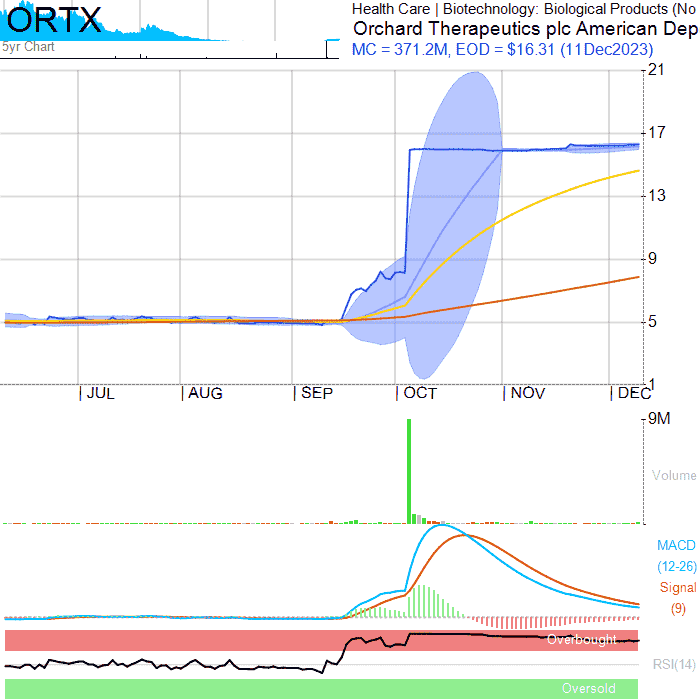 ORTX
5yr Chart
Health Care | Biotechnology: Biological Products (No
Orchard Therapeutics plc American Dep
MC = 371.2M, EOD = $16.31 (11Dec2023)
21
17
13
9
5
1
JUL
AUG
SEP
OCT
NOV
DEC
9M
Volume
MACD
(12-26)
Signal
(9)
Overbought
RSI(14)
Oversold